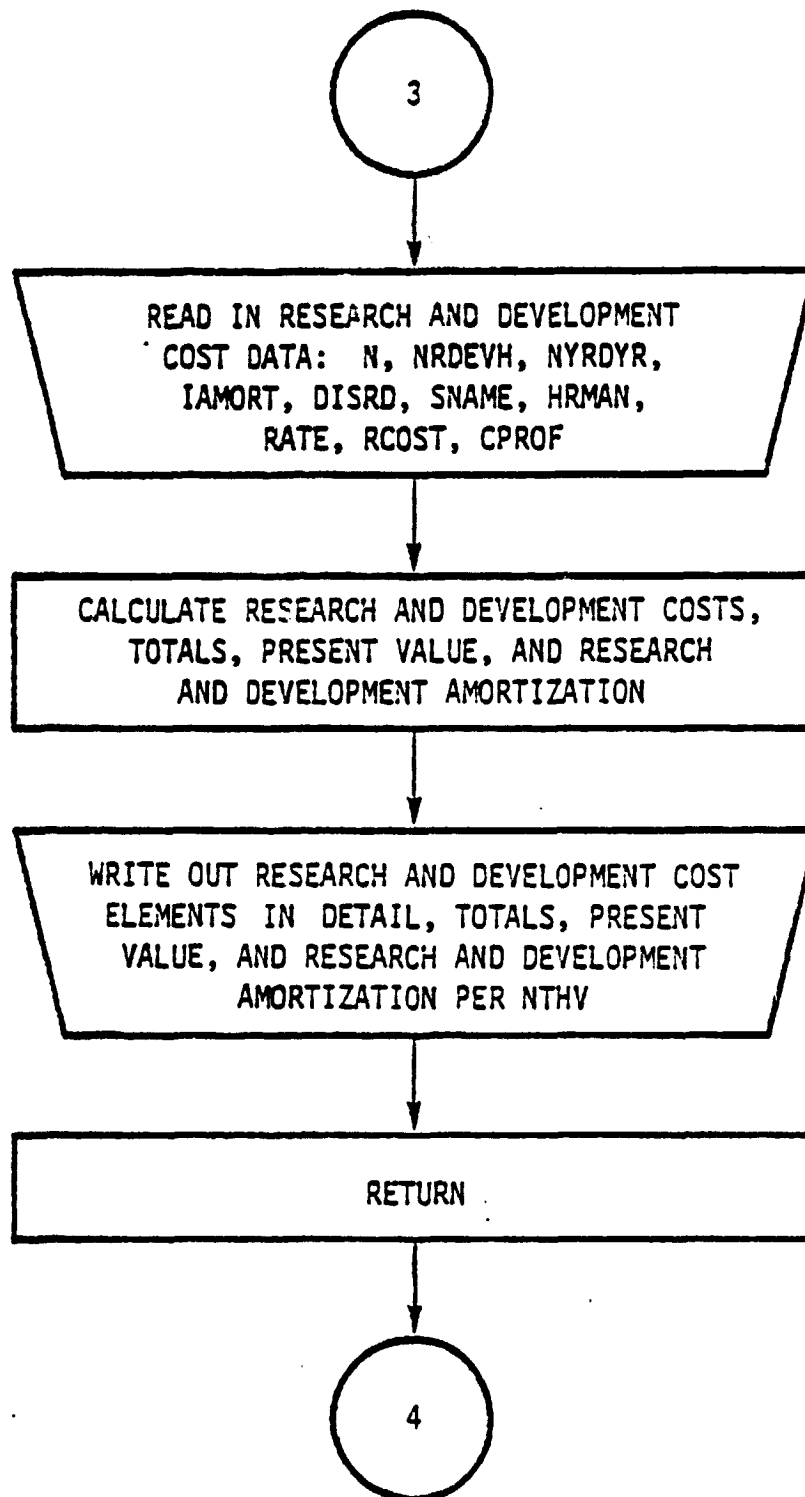 3
READ IN RESEARCH AND DEVELOPMENT
COST DATA: N, NRDEVH, NYRDYR,
IAMORT, DISRD, SNAME, HRMAN,
RATE, RCOST, CPROF
CALCULATE RESEARCH AND DEVELOPMENT COSTS,
TOTALS, PRESENT VALUE, AND RESEARCH
AND DEVELOPMENT AMORTIZATION
WRITE OUT RESEARCH AND DEVELOPMENT COST
ELEMENTS IN DETAIL, TOTALS, PRESENT
VALUE, AND RESEARCH AND DEVELOPMENT
AMORTIZATION PER NTHV
RETURN
4